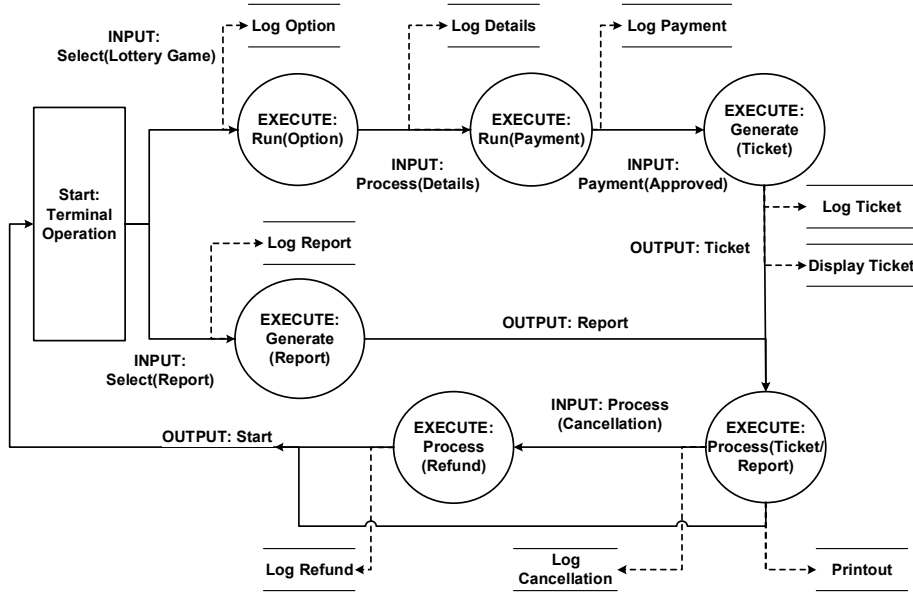 Log Option
Log Details
Log Payment
INPUT:
Select(Lottery Game)
EXECUTE:
Run(Option)
EXECUTE:
Run(Payment)
EXECUTE:
Generate
(Ticket)
INPUT:
Process(Details)
INPUT:
Payment(Approved)
Start:
Terminal
Operation
Log Ticket
Log Report
OUTPUT: Ticket
Display Ticket
EXECUTE:
Generate
(Report)
OUTPUT: Report
INPUT:
Select(Report)
INPUT: Process
(Cancellation)
OUTPUT: Start
EXECUTE:
Process
(Refund)
EXECUTE:
Process(Ticket/
Report)
Log Refund
Log
Cancellation
Printout